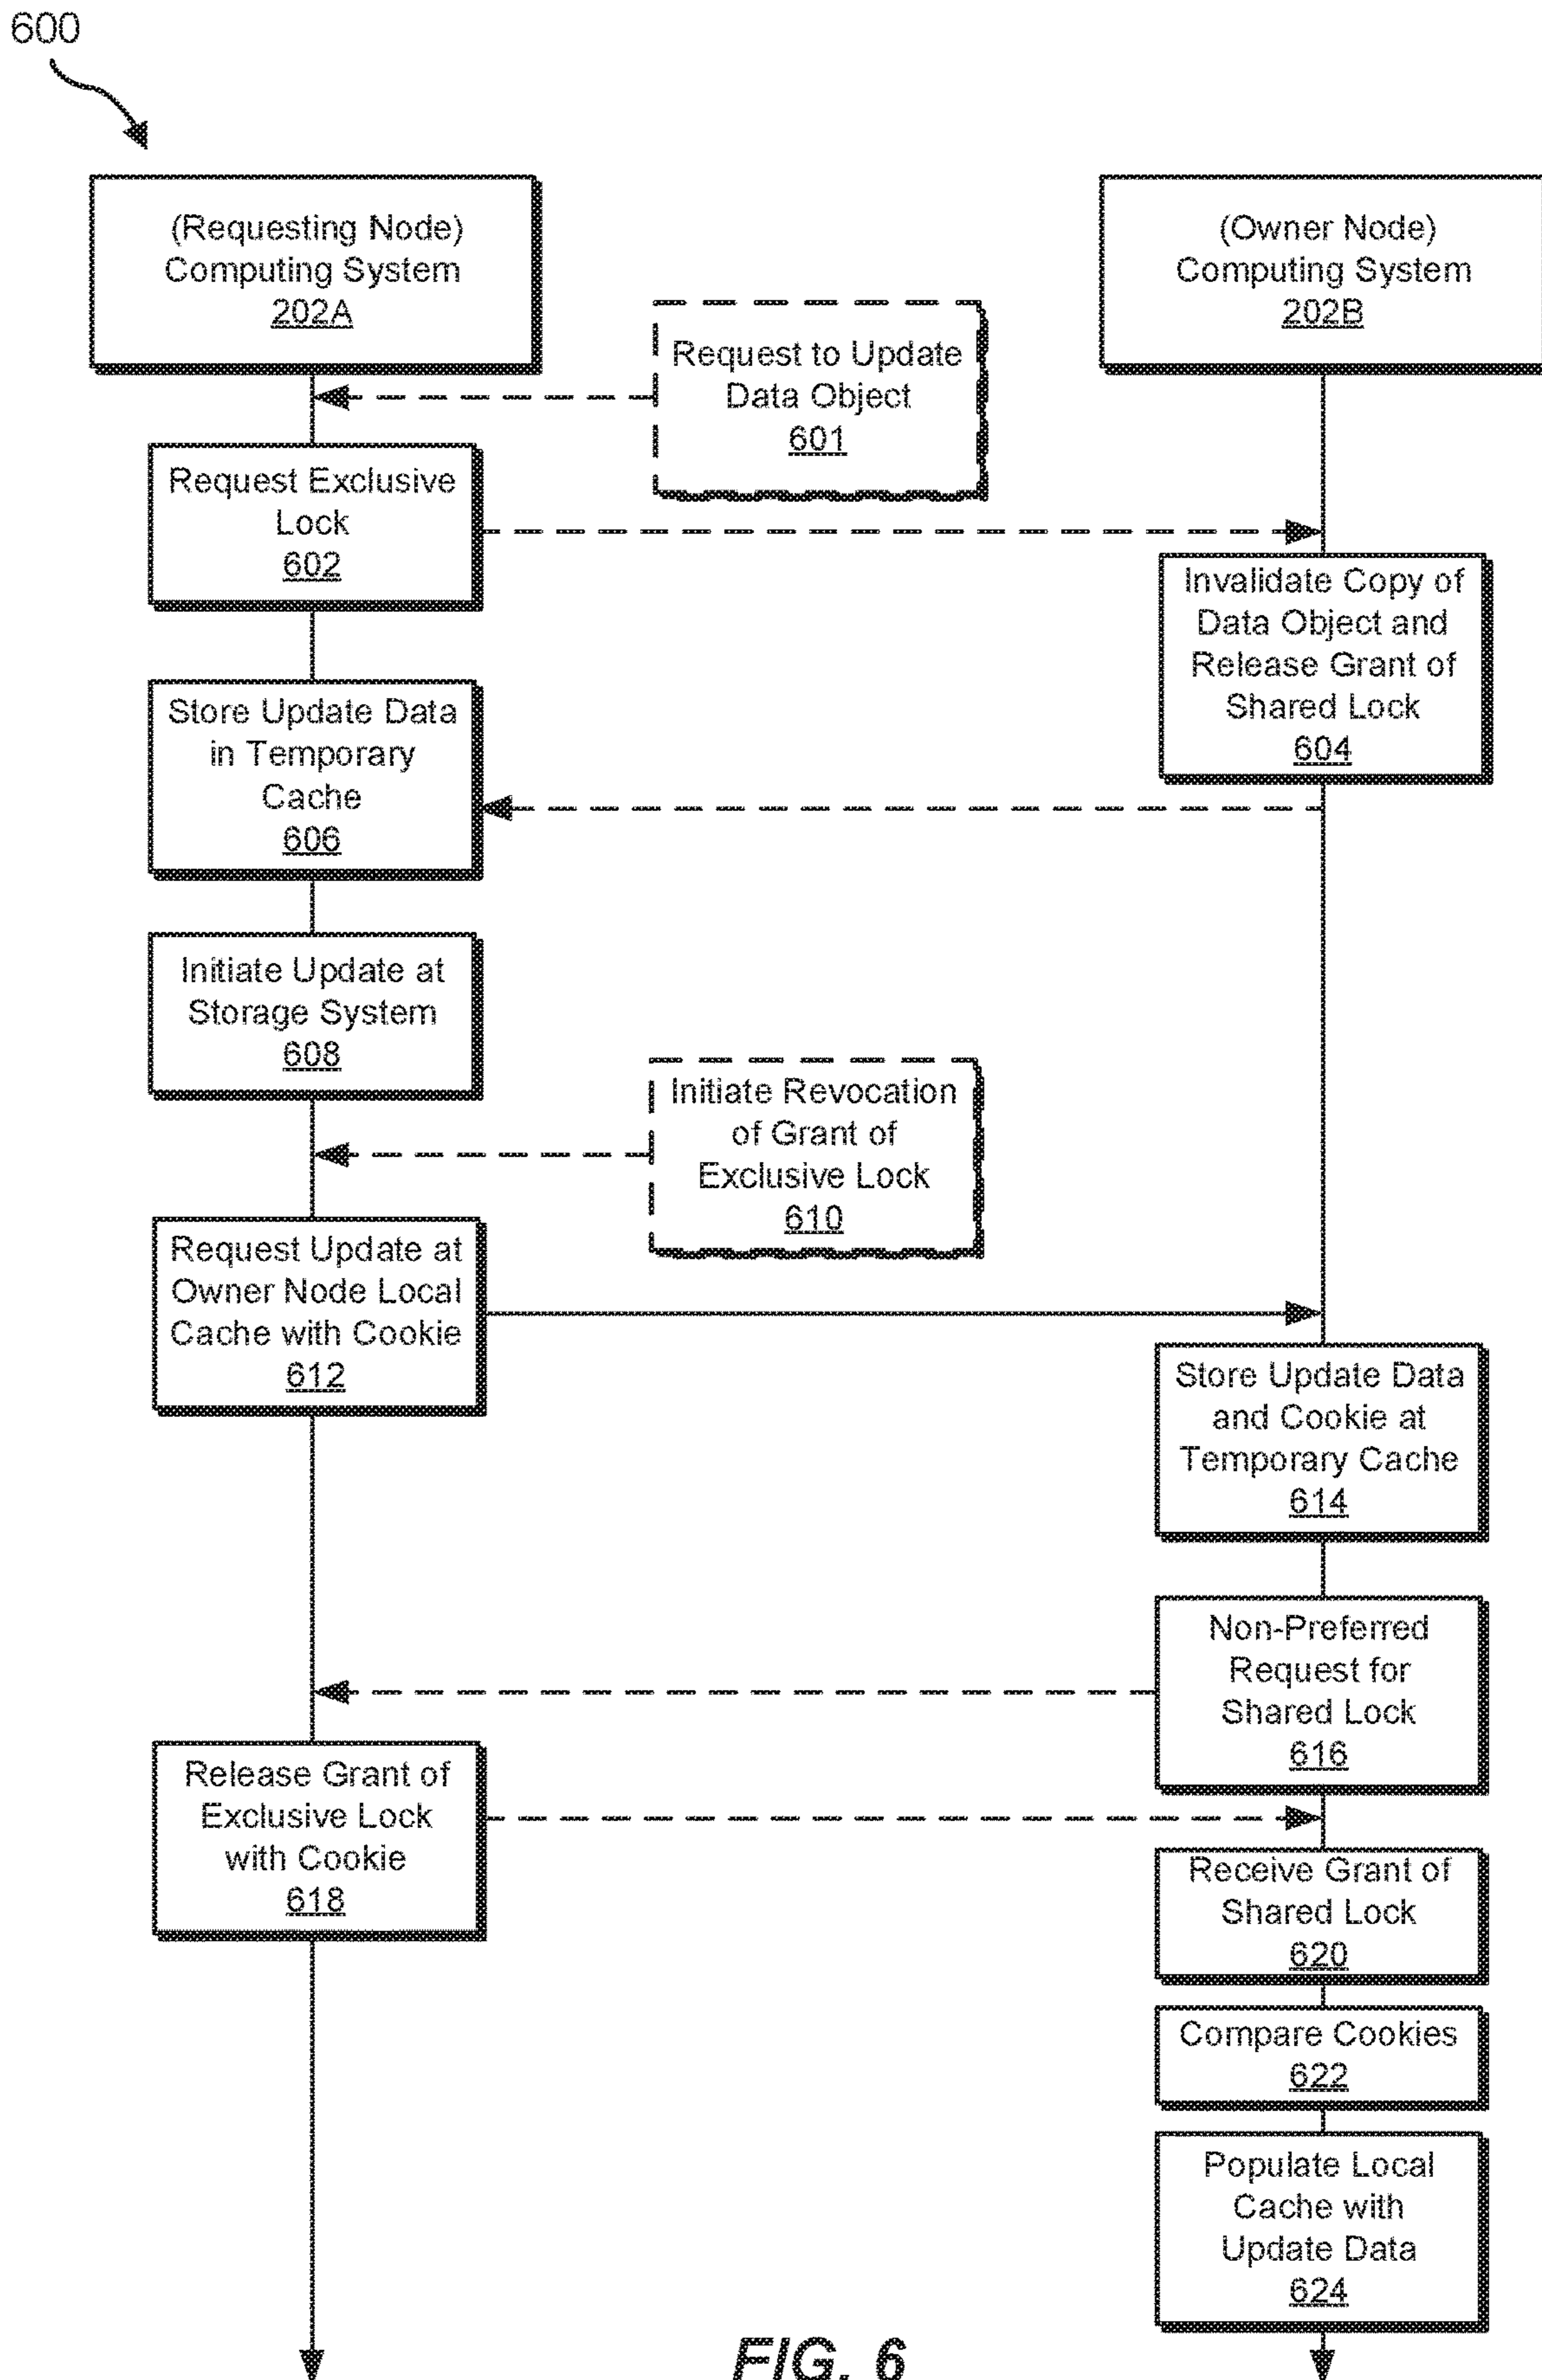 600
(Requesting Node)
Computing System
202A
(Owner Node)
Computing System
202B
Request to Update
Data Object
601
Request Exclusive
Lock
602
Invalidate Copy of
Data Object and
Release Grant of
Shared Lock
604
Store Update Data
in Temporary
Cache
606
Initiate Update at
Storage System
608
Initiate Revocation
of Grant of
Exclusive Lock
610
Request Update at
Owner Node Local
Cache with Cookie
612
Store Update Data
and Cookie at
Temporary Cache
614
Non-Preferred
Request for
Shared Lock
616
Release Grant of
Exclusive Lock
with Cookie
618
Receive Grant of
Shared Lock
620
Compare Cookies
622
Populate Local
Cache with
Update Data
624
FIG. 6